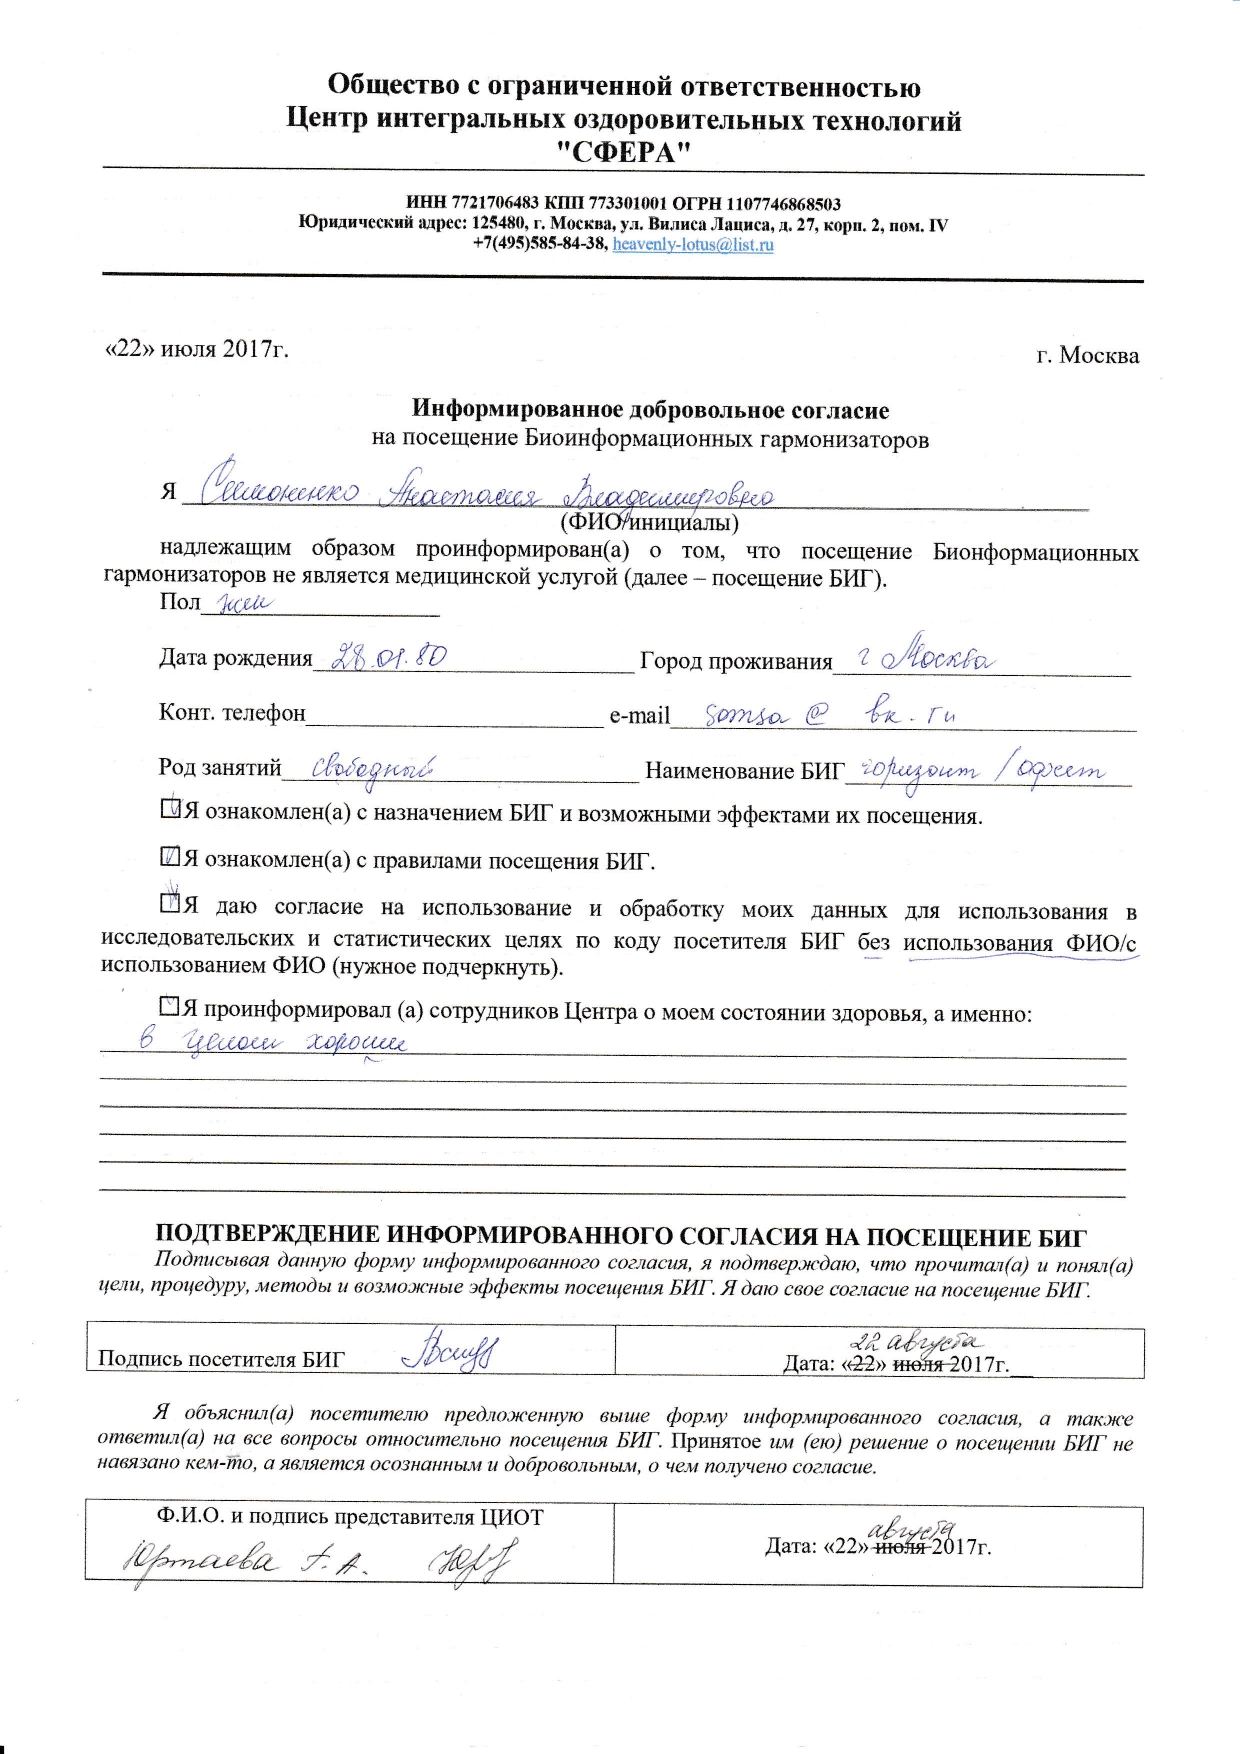 Общество с ограниченной ответственностью
Центр интегральных оздоровительных технологий
"СФЕРА"
ИНН 7721706483 КПП 773301001 ОГРН 1107746868503
Юридический адрес: 125480, г. Москва, ул. Вилиса Лациса, д. 27, корп. 2, пом. IV
+7(495)585-84-38, heavenly-lotus@list.ru
«22» июля 2017г. г. Москва
Информированное добровольное согласие
на посещение Биоинформационных гармонизаторов
Я Симоненко Анастасия Владимировна
(ФИО/инициалы)
надлежащим образом проинформирован(а) о том, что посещение Бионформационных
гармонизаторов не является медицинской услугой (далее – посещение БИГ).
Пол жен
Дата рождения 28.01.80 Город проживания г Москва
Конт. телефон e-mail somsa@вк.ru
Род занятий свободный Наименование БИГ горизонт /
Я ознакомлен(а) с назначением БИГ и возможными эффектами их посещения.
Я ознакомлен(а) с правилами посещения БИГ.
Я даю согласие на использование и обработку моих данных для использования в
исследовательских и статистических целях по коду посетителя БИГ без использования ФИО/с
использованием ФИО (нужное подчеркнуть).
Я проинформировал (а) сотрудников Центра о моем состоянии здоровья, а именно:
в целом хорошее
ПОДТВЕРЖДЕНИЕ ИНФОРМИРОВАННОГО СОГЛАСИЯ НА ПОСЕЩЕНИЕ БИГ
Подписывая данную форму информированного согласия, я подтверждаю, что прочитал(а) и понял(а)
цели, процедуру, методы и возможные эффекты посещения БИГ. Я даю свое согласие на посещение БИГ.
22 августа
Подпись посетителя БИГ Дата: «22» июля 2017г.
Я объяснил(а) посетителю предложенную выше форму информированного согласия, а также
ответил(а) на все вопросы относительно посещения БИГ. Принятое им (ею) решение о посещении БИГ не
навязано кем-то, а является осознанным и добровольным, о чем получено согласие.
Ф.И.О. и подпись представителя ЦИОТ
августа
Дата: «22» июля 2017г.
Юртаева Г. А.